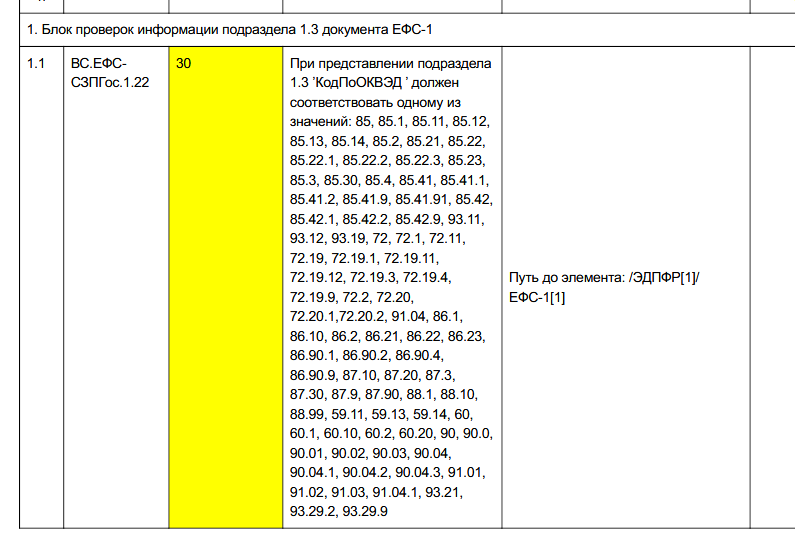 1. Блок проверок информации подраздела 1.3 документа ЕФС-1
1.1
ВС.ЕФС-
СЗПГос.1.22
30
При представлении подраздела
1.3 'КодПоОКВЭД ' должен
соответствовать одному из
значений: 85, 85.1, 85.11, 85.12,
85.13, 85.14, 85.2, 85.21, 85.22,
85.22.1, 85.22.2, 85.22.3, 85.23,
85.3, 85.30, 85.4, 85.41, 85.41.1,
85.41.2, 85.41.9, 85.41.91, 85.42,
85.42.1, 85.42.2, 85.42.9, 93.11,
93.12, 93.19, 72, 72.1, 72.11,
72.19, 72.19.1, 72.19.11,
72.19.12, 72.19.3, 72.19.4,
72.19.9, 72.2, 72.20,
72.20.1,72.20.2, 91.04, 86.1,
86.10, 86.2, 86.21, 86.22, 86.23,
86.90.1, 86.90.2, 86.90.4,
86.90.9, 87.10, 87.20, 87.3,
87.30, 87.9, 87.90, 88.1, 88.10,
88.99, 59.11, 59.13, 59.14, 60,
60.1, 60.10, 60.2, 60.20, 90, 90.0,
90.01, 90.02, 90.03, 90.04,
90.04.1, 90.04.2, 90.04.3, 91.01,
91.02, 91.03, 91.04.1, 93.21,
93.29.2, 93.29.9
Путь до элемента: /ЭДПФР[1]/
ЕФС-1[1]